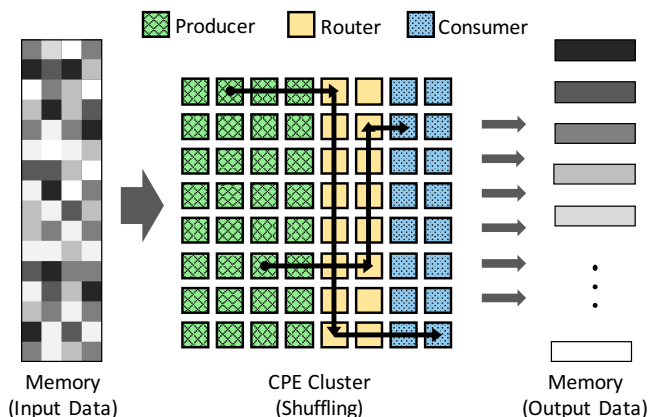 Producer Router Consumer
Memory
(Input Data)
CPE Cluster
(Shuffling)
Memory
(Output Data)